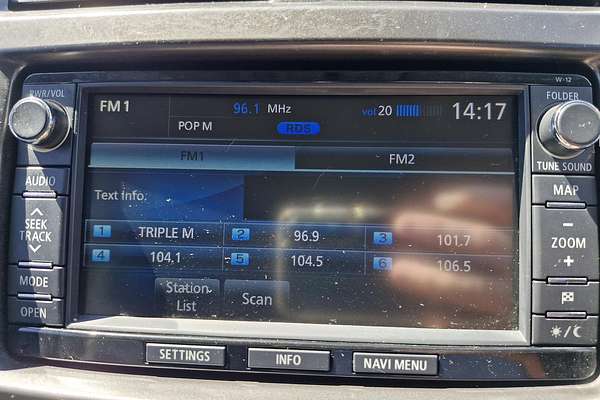 W-12
PWR/VOL
FOLDER
FM1 96.1 MHz vol 20 14:17
POP M RDS
FM1 FM2
TUNE SOUND
AUDIO
MAP
Text info.
SEEK
TRACK
1 TRIPLE M 2 96.9 3 101.7
4 104.1 5 104.5 6 106.5
−
ZOOM
+
MODE
Station
List
Scan
OPEN
SETTINGS INFO NAVI MENU